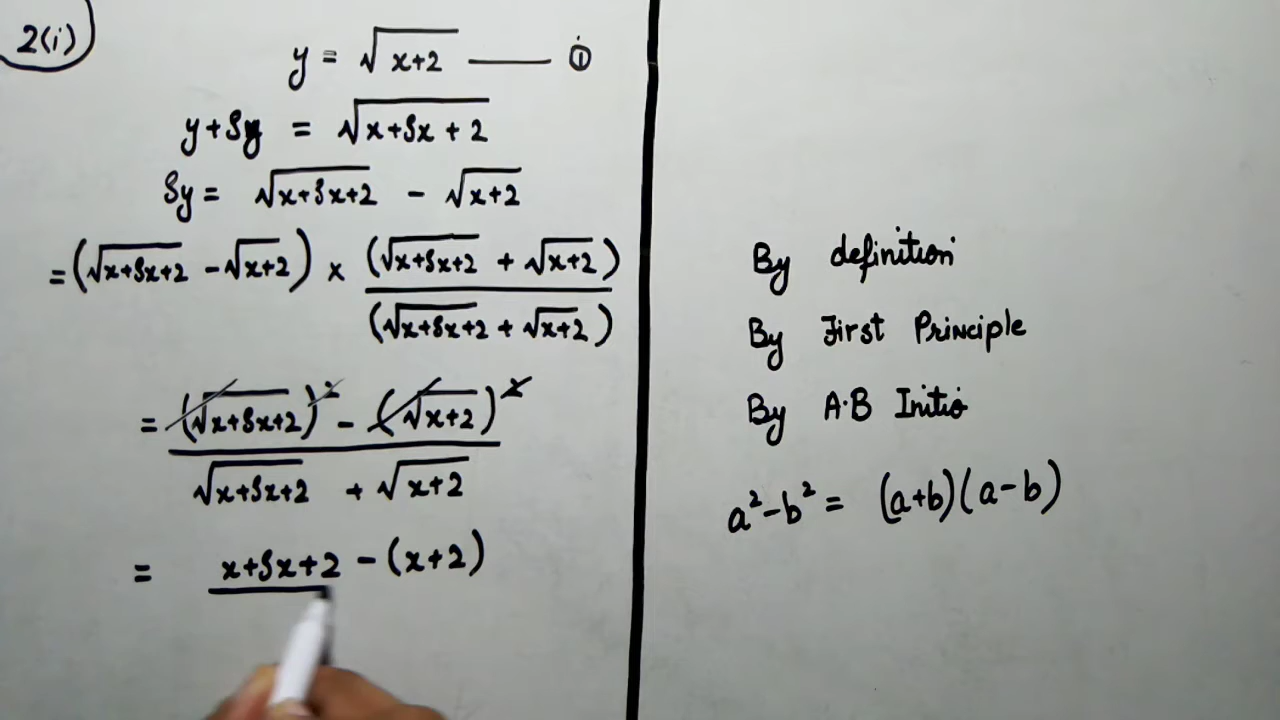 2(i)
y = √(x+2) —— ①
y+δy = √(x+δx+2)
δy = √(x+δx+2) - √(x+2)
= (√(x+δx+2) - √(x+2)) × (√(x+δx+2) + √(x+2)) / (√(x+δx+2) + √(x+2))
= (√(x+δx+2))² - (√(x+2))² / √(x+δx+2) + √(x+2)
= x+δx+2 - (x+2)
By definition
By First Principle
By A·B Initio
a²-b² = (a+b)(a-b)